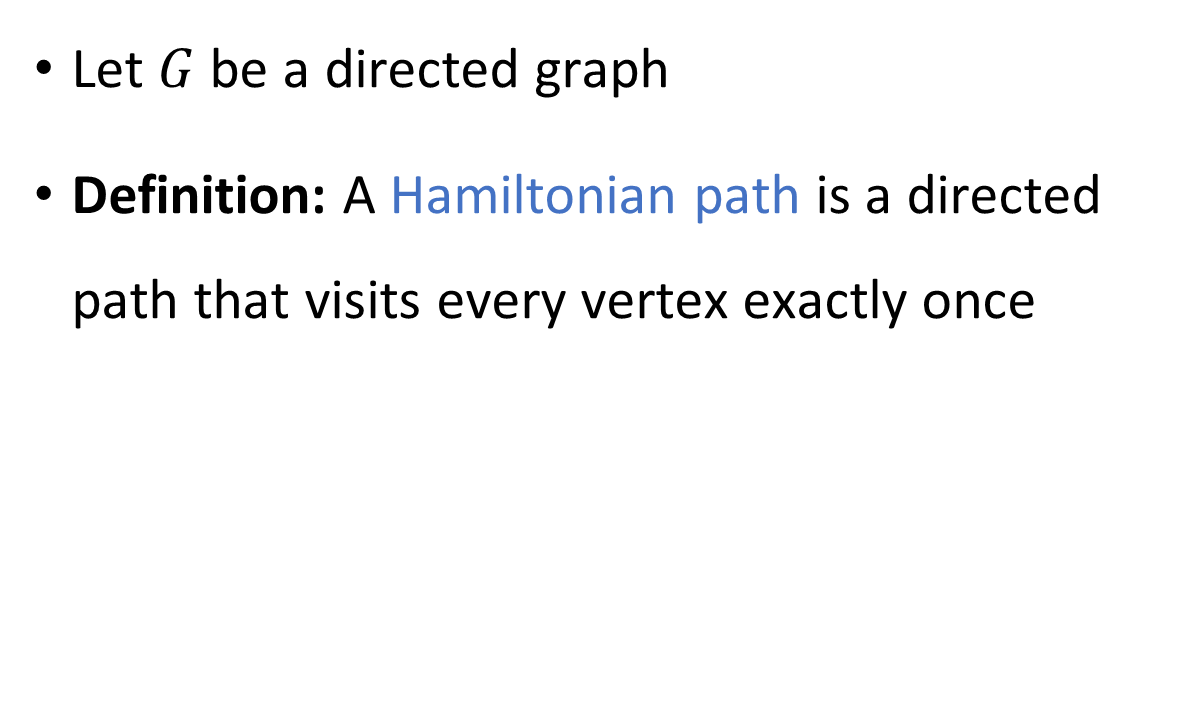 • Let 𝐺 be a directed graph
• Definition: A Hamiltonian path is a directed
path that visits every vertex exactly once